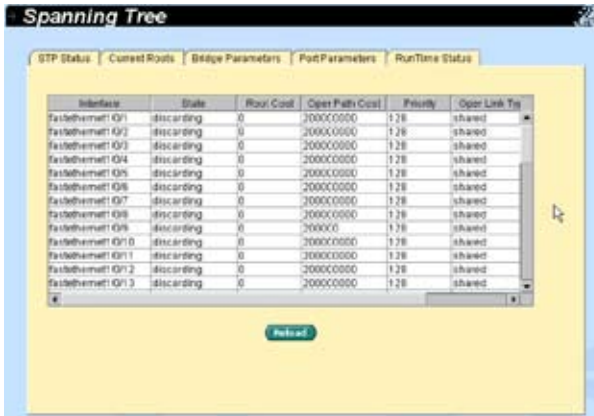 Spanning Tree
STP Status Current Roots Bridge Parameters Port Parameters RunTime Status
Interface State Root Cost Oper Path Cost Priority Oper Link Ty
fastethernet1/0/1 discarding 0 200000000 128 shared
fastethernet1/0/2 discarding 0 200000000 128 shared
fastethernet1/0/3 discarding 0 200000000 128 shared
fastethernet1/0/4 discarding 0 200000000 128 shared
fastethernet1/0/5 discarding 0 200000000 128 shared
fastethernet1/0/6 discarding 0 200000000 128 shared
fastethernet1/0/7 discarding 0 200000000 128 shared
fastethernet1/0/8 discarding 0 200000000 128 shared
fastethernet1/0/9 discarding 0 200000 128 shared
fastethernet1/0/10 discarding 0 200000000 128 shared
fastethernet1/0/11 discarding 0 200000000 128 shared
fastethernet1/0/12 discarding 0 200000000 128 shared
fastethernet1/0/13 discarding 0 200000000 128 shared
Reload